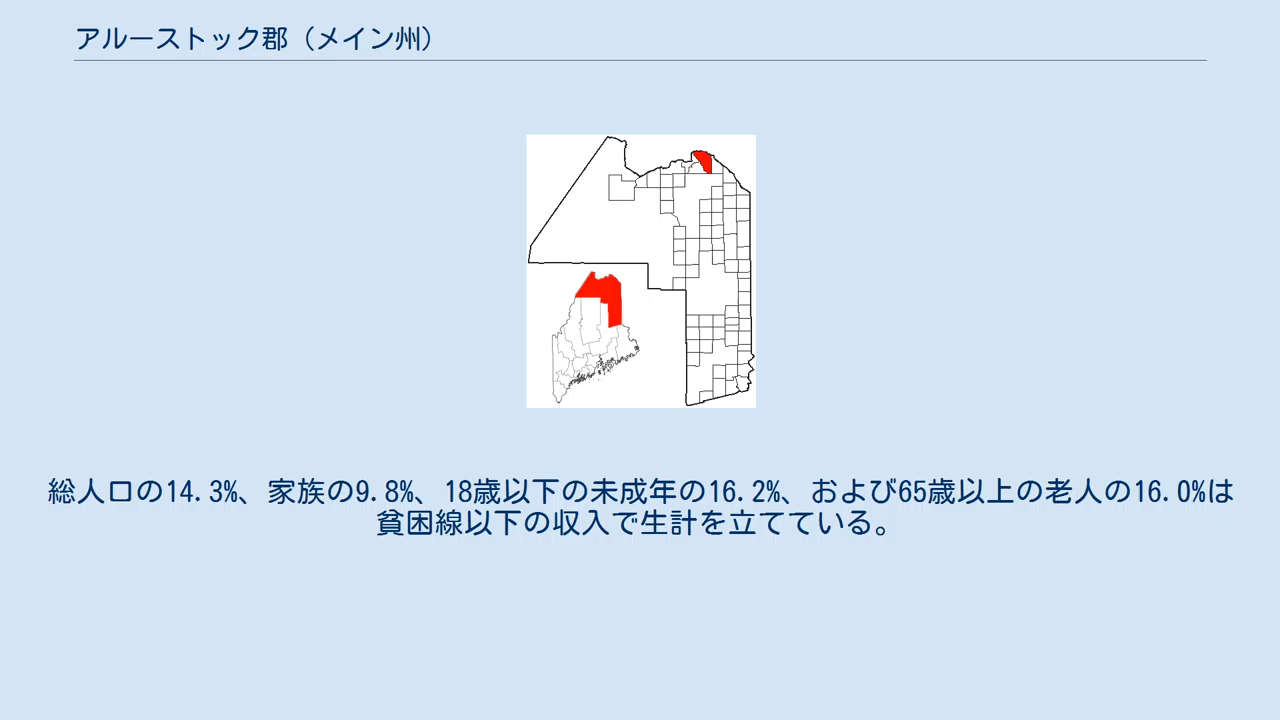 アルーストック郡（メイン州）
総人口の14.3%、家族の9.8%、18歳以下の未成年の16.2%、および65歳以上の老人の16.0%は
貧困線以下の収入で生計を立てている。